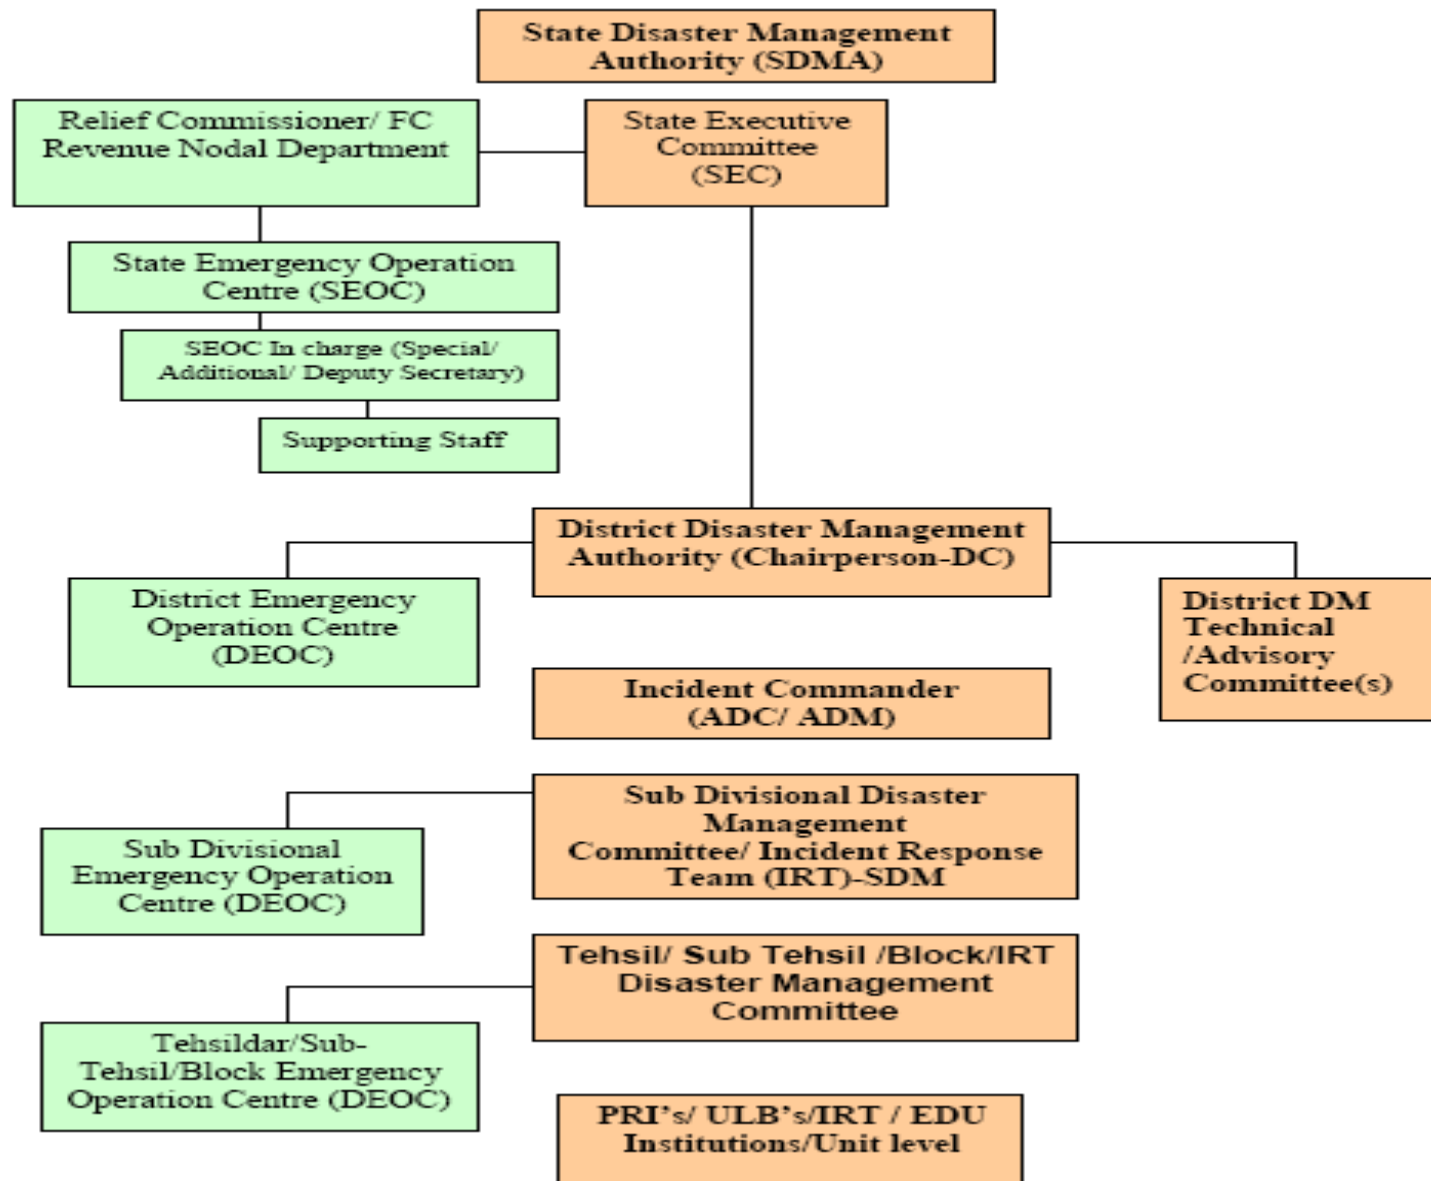 State Disaster Management
Authority (SDMA)
Relief Commissioner/ FC
Revenue Nodal Department
State Executive
Committee
(SEC)
State Emergency Operation
Centre (SEOC)
SEOC In charge (Special/
Additional/ Deputy Secretary)
Supporting Staff
District Disaster Management
Authority (Chairperson-DC)
District Emergency
Operation Centre
(DEOC)
District DM
Technical
/Advisory
Committee(s)
Incident Commander
(ADC/ ADM)
Sub Divisional Disaster
Management
Committee/ Incident Response
Team (IRT)-SDM
Sub Divisional
Emergency Operation
Centre (DEOC)
Tehsil/ Sub Tehsil /Block/IRT
Disaster Management
Committee
Tehsildar/Sub-
Tehsil/Block Emergency
Operation Centre (DEOC)
PRI’s/ ULB’s/IRT / EDU
Institutions/Unit level